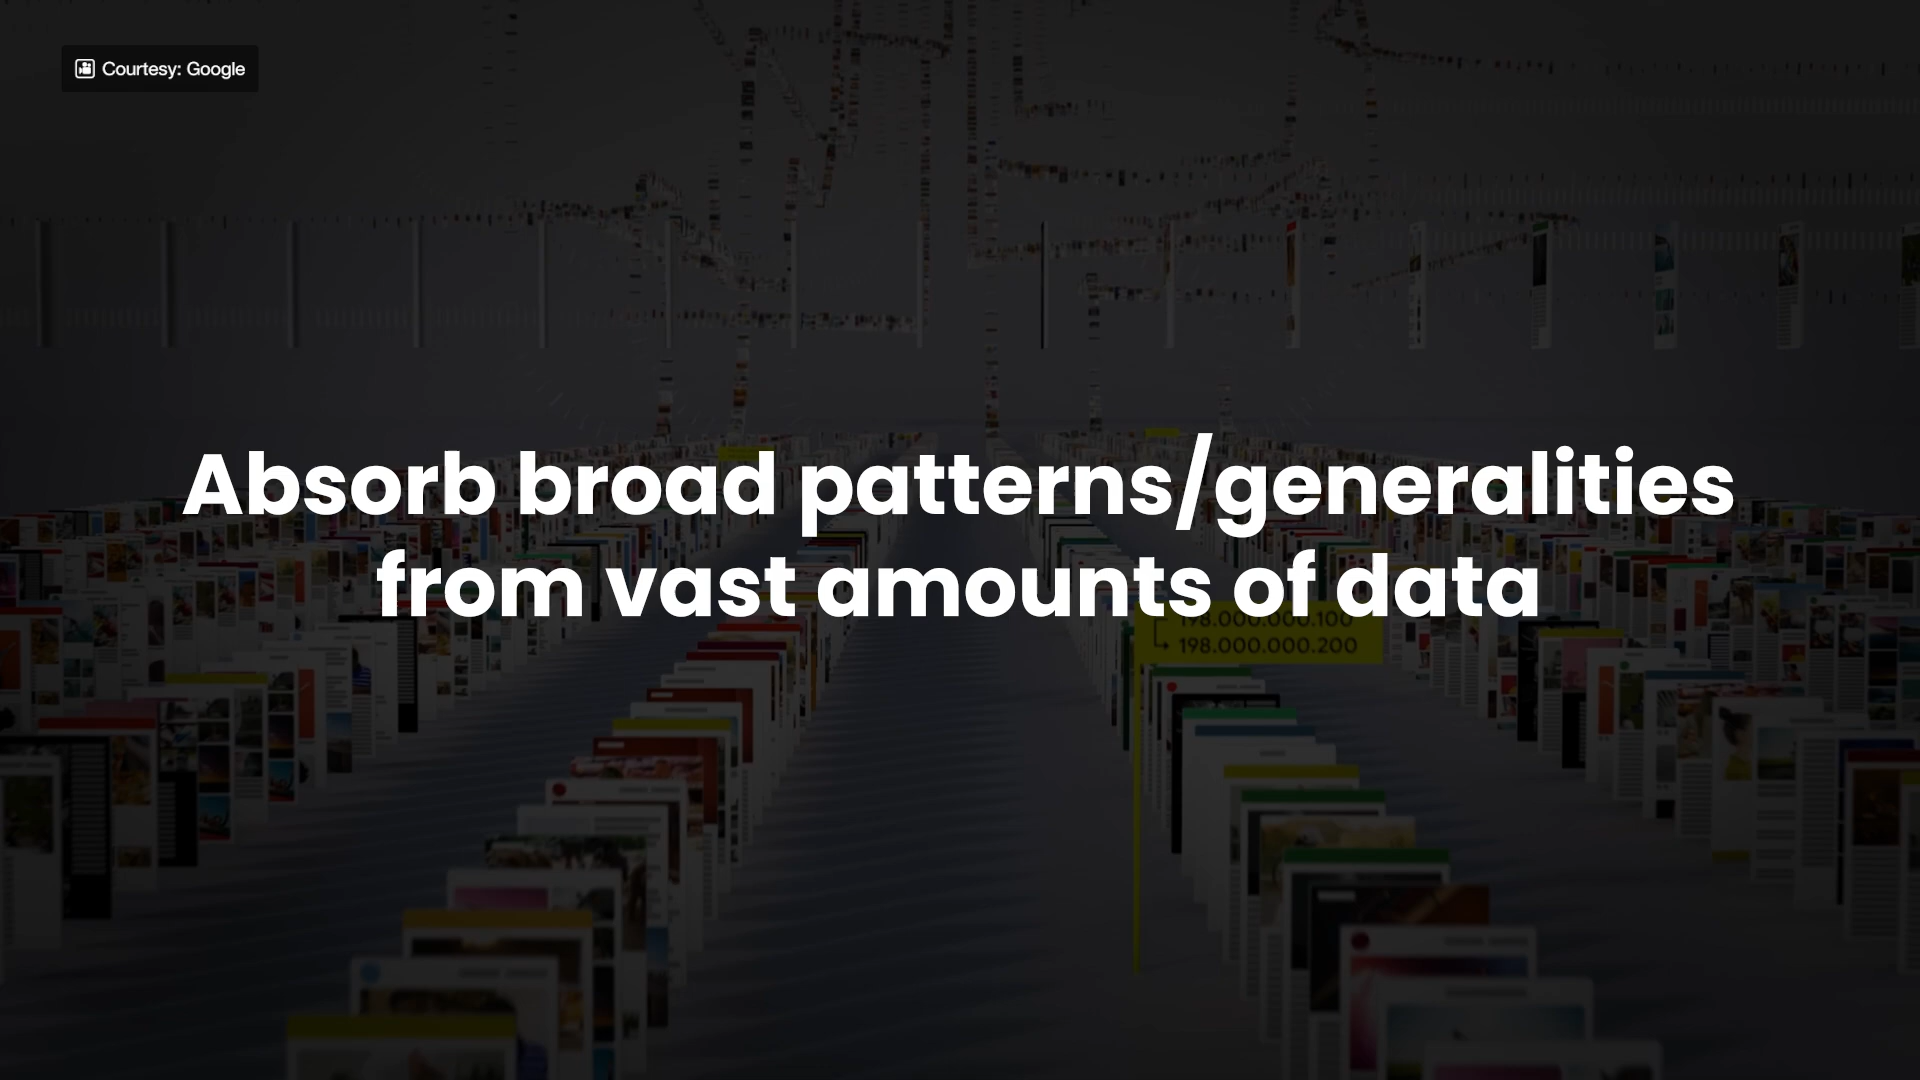 Courtesy: Google
Absorb broad patterns/generalities
from vast amounts of data
198.000.000.100
198.000.000.200